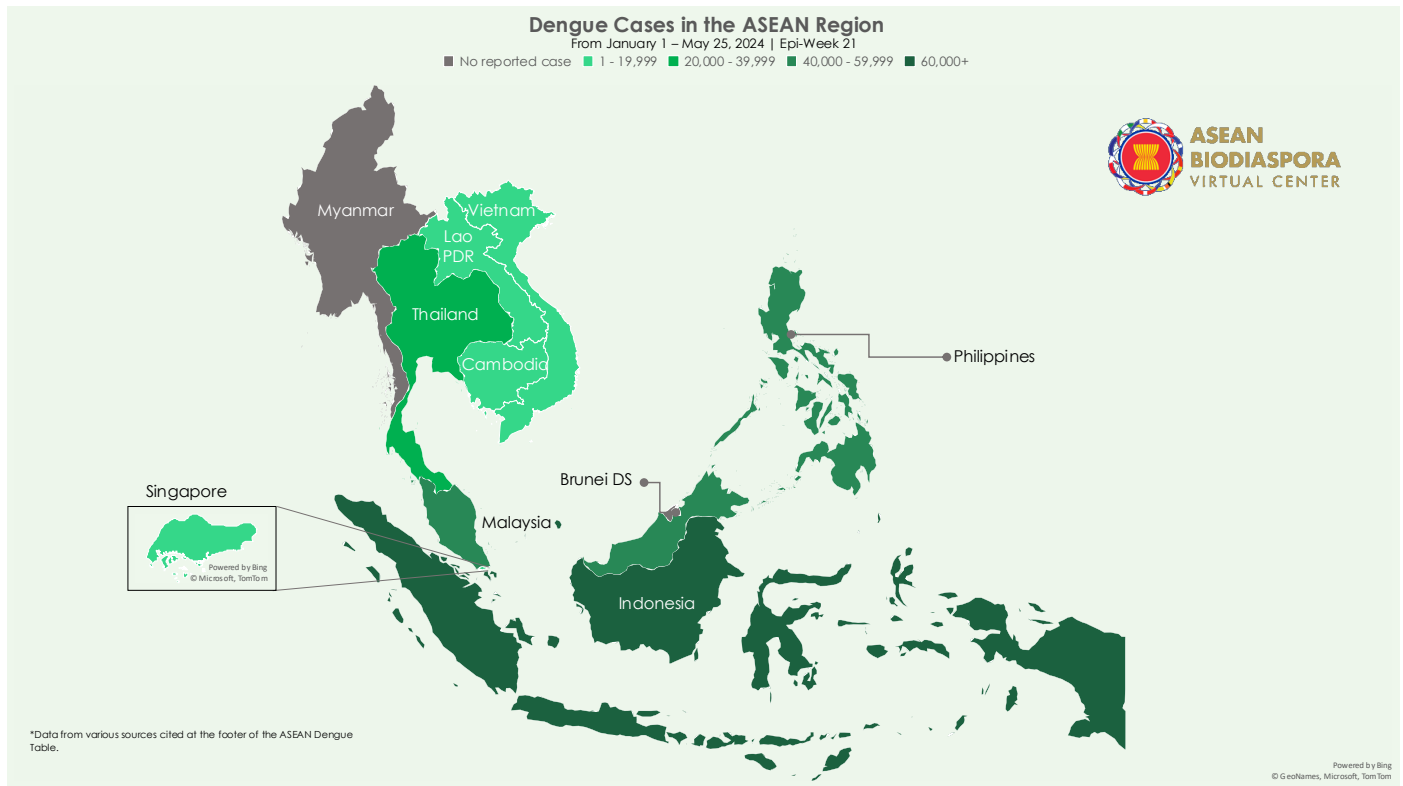 Dengue Cases in the ASEAN Region
From January 1 – May 25, 2024 | Epi-Week 21
No reported case 1 - 19,999 20,000 - 39,999 40,000 - 59,999 60,000+
ASEAN
BIODIASPORA
VIRTUAL CENTER
Myanmar
Vietnam
Lao
PDR
Thailand
Cambodia
Philippines
Brunei DS
Singapore
Malaysia
Powered by Bing
© Microsoft, TomTom
Indonesia
*Data from various sources cited at the footer of the ASEAN Dengue
Table.
Powered by Bing
© GeoNames, Microsoft, TomTom